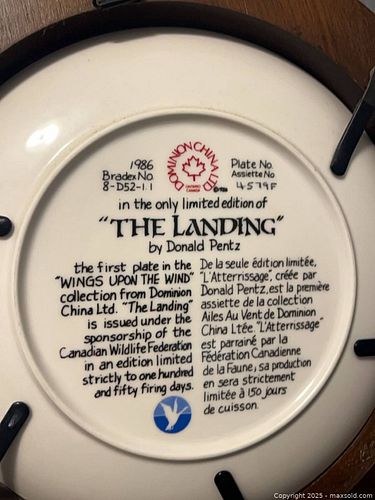 DOMINION CHINA LTD
1986
Bradex No.
8-D52-1.1
Plate No.
Assiette No
4579F
in the only limited edition of
"THE LANDING"
by Donald Pentz
the first plate in the
"WINGS UPON THE WIND"
collection from Dominion
China Ltd. "The Landing"
is issued under the
sponsorship of the
Canadian Wildlife Federation
in an edition limited
strictly to one hundred
and fifty firing days.
De la seule édition limitée,
"L'Atterrissage", créée par
Donald Pentz, est la première
assiette de la collection
Ailes Au Vent de Dominion
China Ltée. "L'Atterrissage"
est parrainé par la
Fédération Canadienne
de la Faune, sa production
en sera strictement
limitée à 150 jours
de cuisson.
Copyright 2025 - maxsold.com